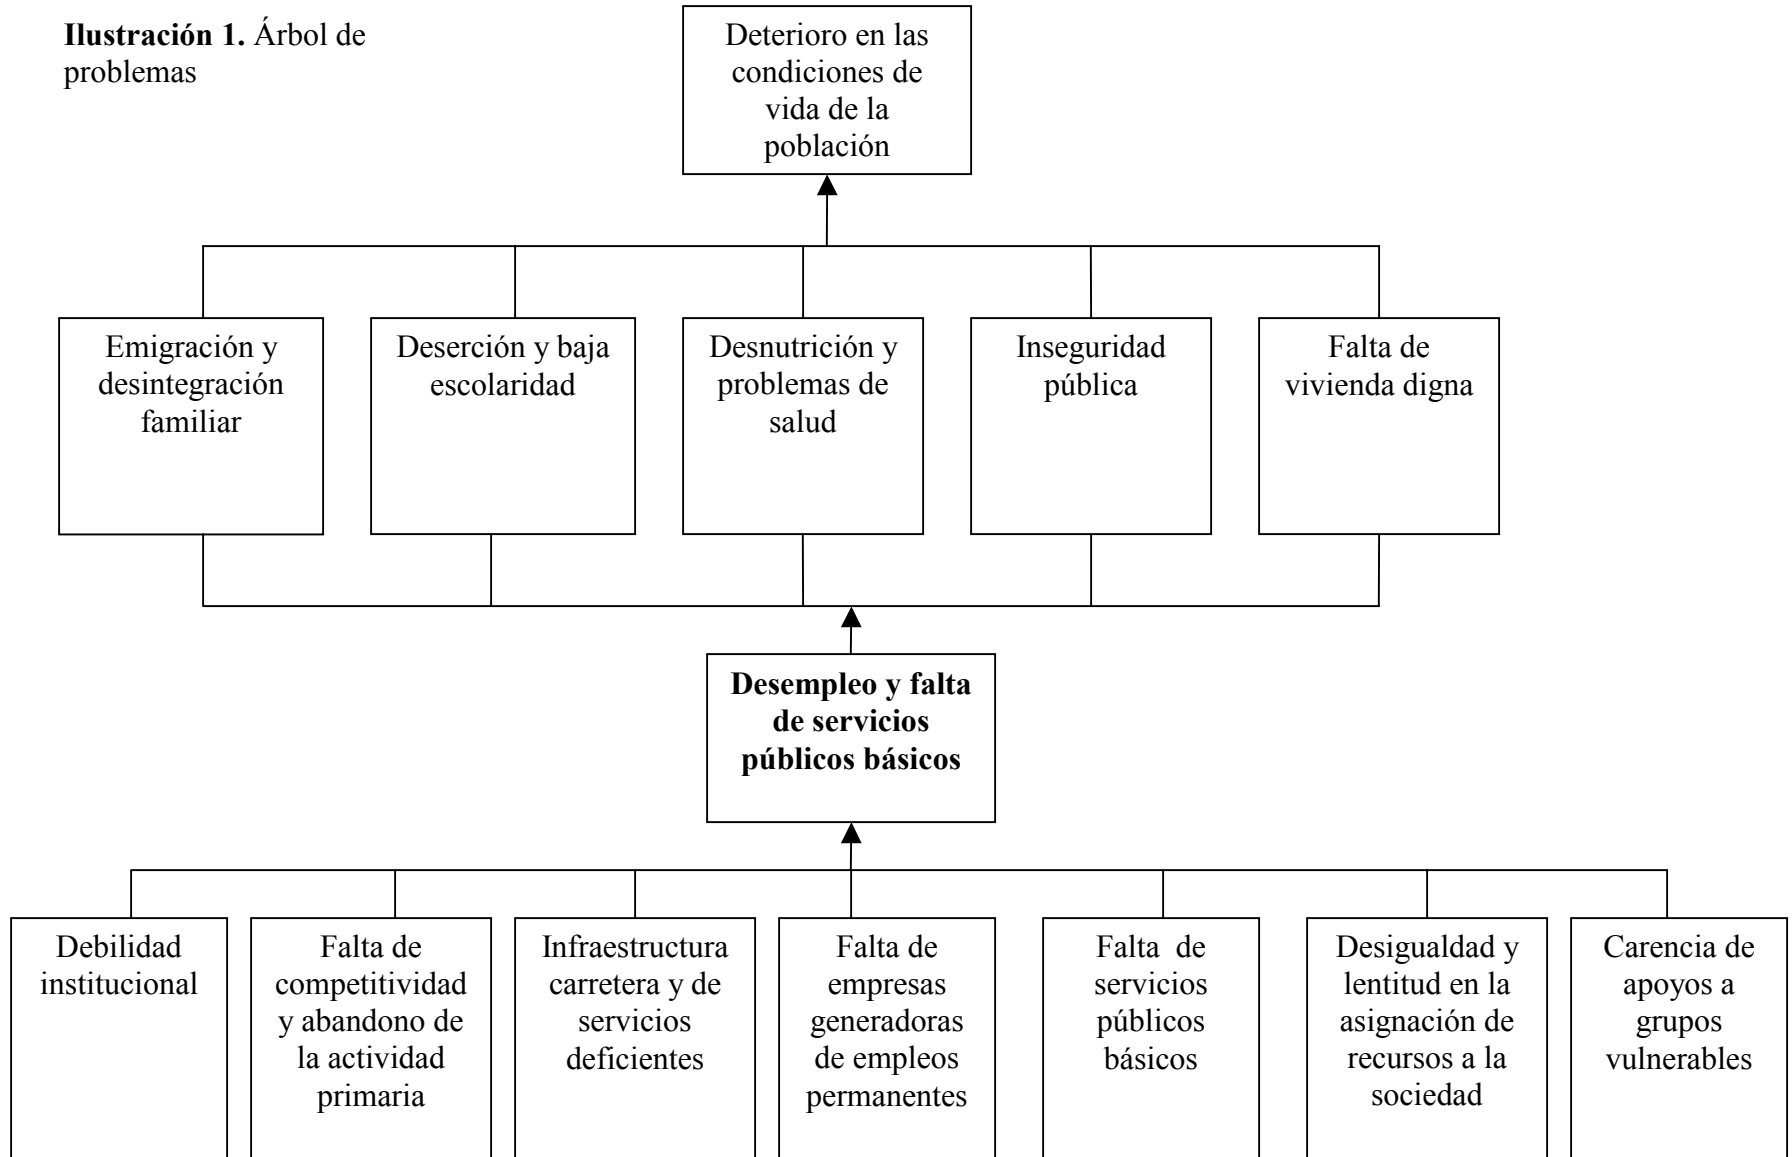 Ilustración 1. Árbol de
problemas
Deterioro en las
condiciones de
vida de la
población
Emigración y
desintegración
familiar
Deserción y baja
escolaridad
Desnutrición y
problemas de
salud
Inseguridad
pública
Falta de
vivienda digna
Desempleo y falta
de servicios
públicos básicos
Debilidad
institucional
Falta de
competitividad
y abandono de
la actividad
primaria
Infraestructura
carretera y de
servicios
deficientes
Falta de
empresas
generadoras
de empleos
permanentes
Falta de
servicios
públicos
básicos
Desigualdad y
lentitud en la
asignación de
recursos a la
sociedad
Carencia de
apoyos a
grupos
vulnerables